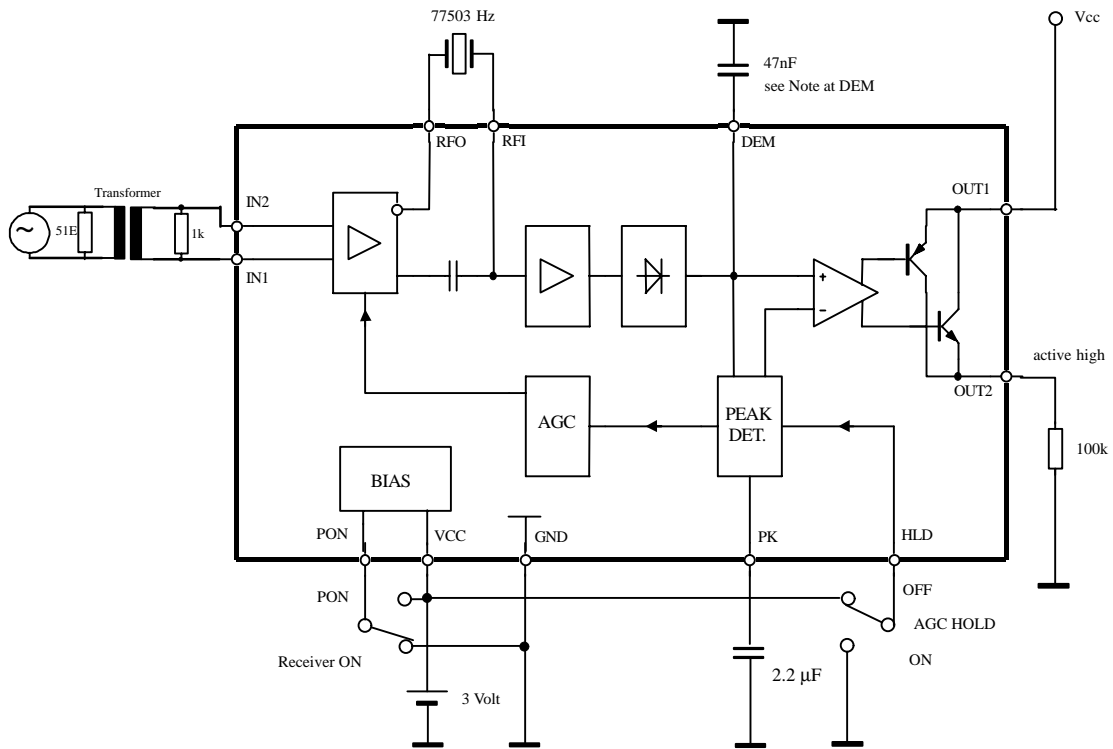 77503 Hz
Vcc
47nF
see Note at DEM
RFO
RFI
DEM
Transformer
IN2
OUT1
~
51E
1k
IN1
+
−
active high
OUT2
AGC
PEAK
DET.
100k
BIAS
PON
VCC
GND
PK
HLD
PON
OFF
AGC HOLD
Receiver ON
ON
2.2 µF
3 Volt